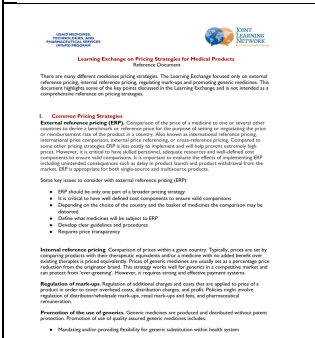 USAID MEDICINES,
TECHNOLOGIES, AND
PHARMACEUTICAL SERVICES
(MTaPS) PROGRAM
JOINT
LEARNING
NETWORK
Learning Exchange on Pricing Strategies for Medical Products
Reference Document
There are many different medicines pricing strategies. The Learning Exchange focused only on external
reference pricing, internal reference pricing, regulating mark-ups and promoting generic medicines. This
document highlights some of the key points discussed in the Learning Exchange and is not intended as a
comprehensive reference on pricing strategies.
I. Common Pricing Strategies
External reference pricing (ERP). Comparison of the price of a medicine to one or several other
countries to derive a benchmark or reference price for the purpose of setting or negotiating the price
or reimbursement rate of the product in a country. Also known as international reference pricing,
international price comparison, external price referencing, or cross-reference pricing. Compared to
some other pricing strategies ERP is less costly to implement and will help prevent extremely high
prices. However, it is critical to have skilled personnel, adequate resources and well-defined cost
components to ensure valid comparisons. It is important to evaluate the effects of implementing ERP
including unintended consequences such as delay in product launch and product withdrawal from the
market. ERP is appropriate for both single-source and multisource products.
Some key issues to consider with external reference pricing (ERP):
● ERP should be only one part of a broader pricing strategy
● It is critical to have well defined cost components to ensure valid comparisons
● Depending on the choice of the country and the basket of medicines the comparison may be
distorted
● Define what medicines will be subject to ERP
● Develop clear guidelines and procedures
● Requires price transparency
Internal reference pricing. Comparison of prices within a given country. Typically, prices are set by
comparing products with their therapeutic equivalents and/or a medicine with no added benefit over
existing therapies is priced equivalently. Prices of generic medicines are usually set as a percentage price
reduction from the originator brand. This strategy works well for generics in a competitive market and
can protect from 'ever-greening'. However, it requires strong and effective payment systems.
Regulation of mark-ups. Regulation of additional charges and costs that are applied to price of a
product in order to cover overhead costs, distribution charges, and profit. Policies might involve
regulation of distributor/wholesale mark-ups, retail mark-ups and fees, and pharmaceutical
remuneration.
Promotion of the use of generics. Generic medicines are produced and distributed without patent
protection. Promotion of use of quality assured generic medicines includes:
● Mandating and/or providing flexibility for generic substitution within health system